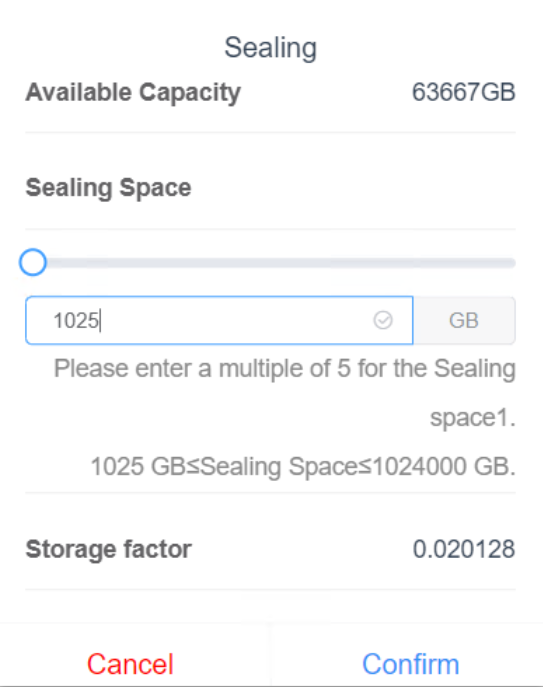 Sealing
Available Capacity 63667GB
Sealing Space
1025 GB
Please enter a multiple of 5 for the Sealing
space1.
1025 GB≤Sealing Space≤1024000 GB.
Storage factor 0.020128
Cancel Confirm